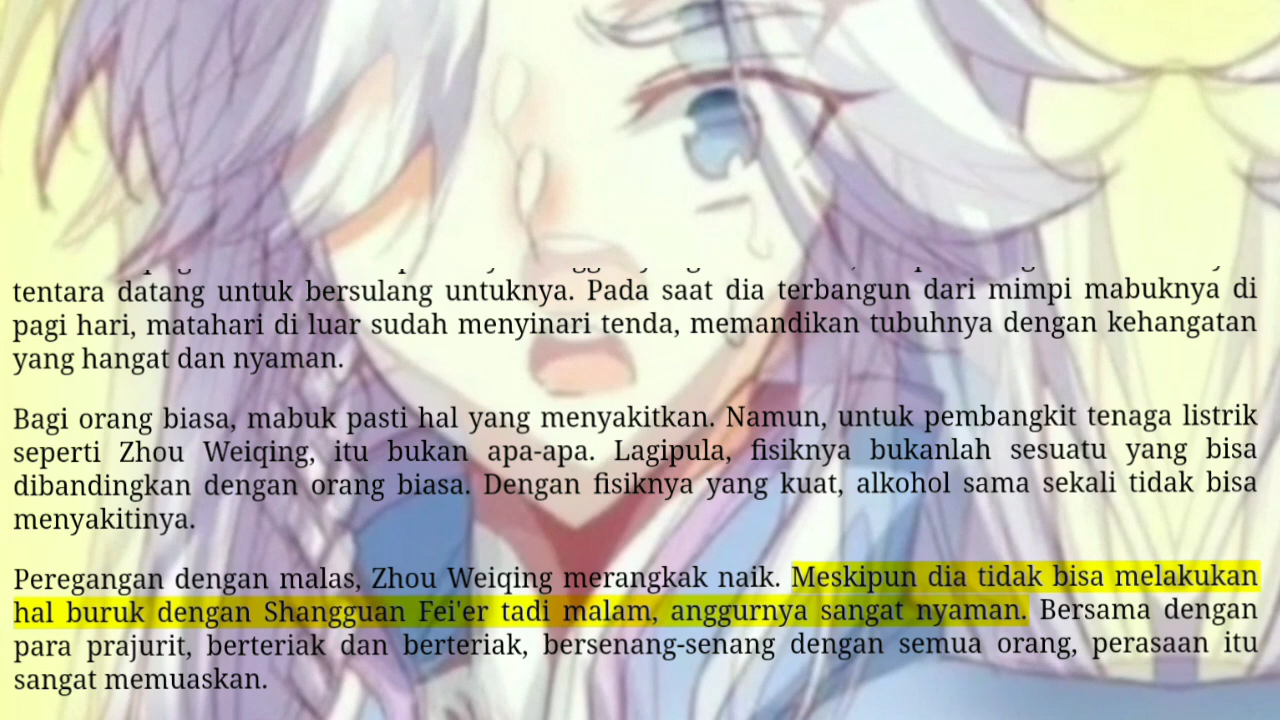 tentara datang untuk bersulang untuknya. Pada saat dia terbangun dari mimpi mabuknya di
pagi hari, matahari di luar sudah menyinari tenda, memandikan tubuhnya dengan kehangatan
yang hangat dan nyaman.
Bagi orang biasa, mabuk pasti hal yang menyakitkan. Namun, untuk pembangkit tenaga listrik
seperti Zhou Weiqing, itu bukan apa-apa. Lagipula, fisiknya bukanlah sesuatu yang bisa
dibandingkan dengan orang biasa. Dengan fisiknya yang kuat, alkohol sama sekali tidak bisa
menyakitinya.
Peregangan dengan malas, Zhou Weiqing merangkak naik. Meskipun dia tidak bisa melakukan
hal buruk dengan Shangguan Fei'er tadi malam, anggurnya sangat nyaman. Bersama dengan
para prajurit, berteriak dan berteriak, bersenang-senang dengan semua orang, perasaan itu
sangat memuaskan.